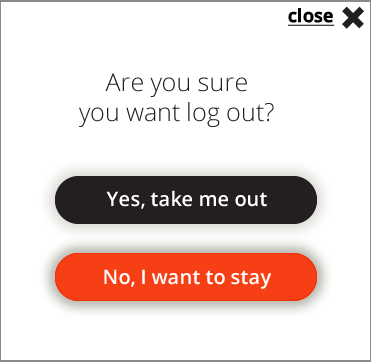 close
Are you sure
you want log out?
Yes, take me out
No, I want to stay